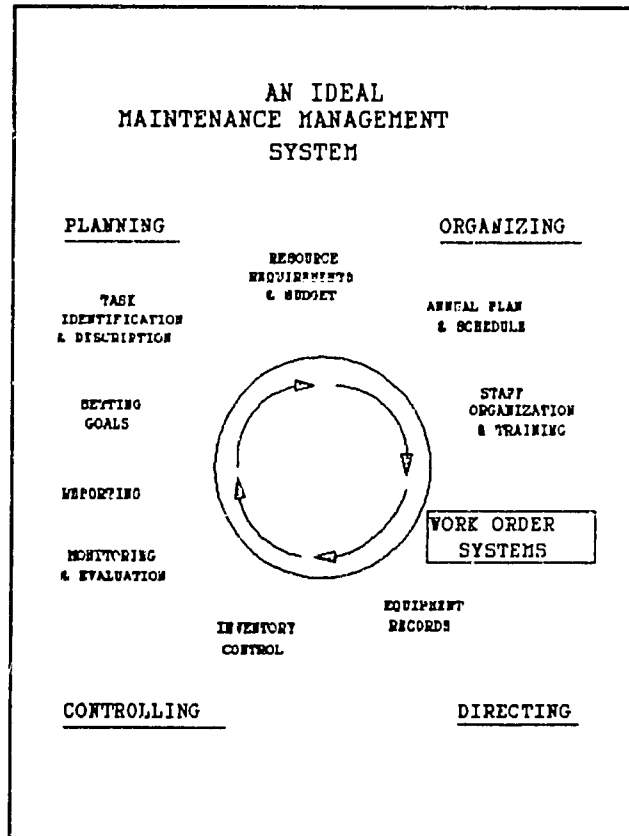 AN IDEAL
MAINTENANCE MANAGEMENT
SYSTEM
PLANNING
ORGANIZING
RESOURCE
REQUIREMENTS
& BUDGET
TASK
IDENTIFICATION
& DISCRIPTION
ANNUAL PLAN
& SCHEDULE
SETTING
GOALS
STAFF
ORGANIZATION
& TRAINING
REPORTING
WORK ORDER
SYSTEMS
MONITORING
& EVALUATION
EQUIPMENT
RECORDS
INVENTORY
CONTROL
CONTROLLING
DIRECTING